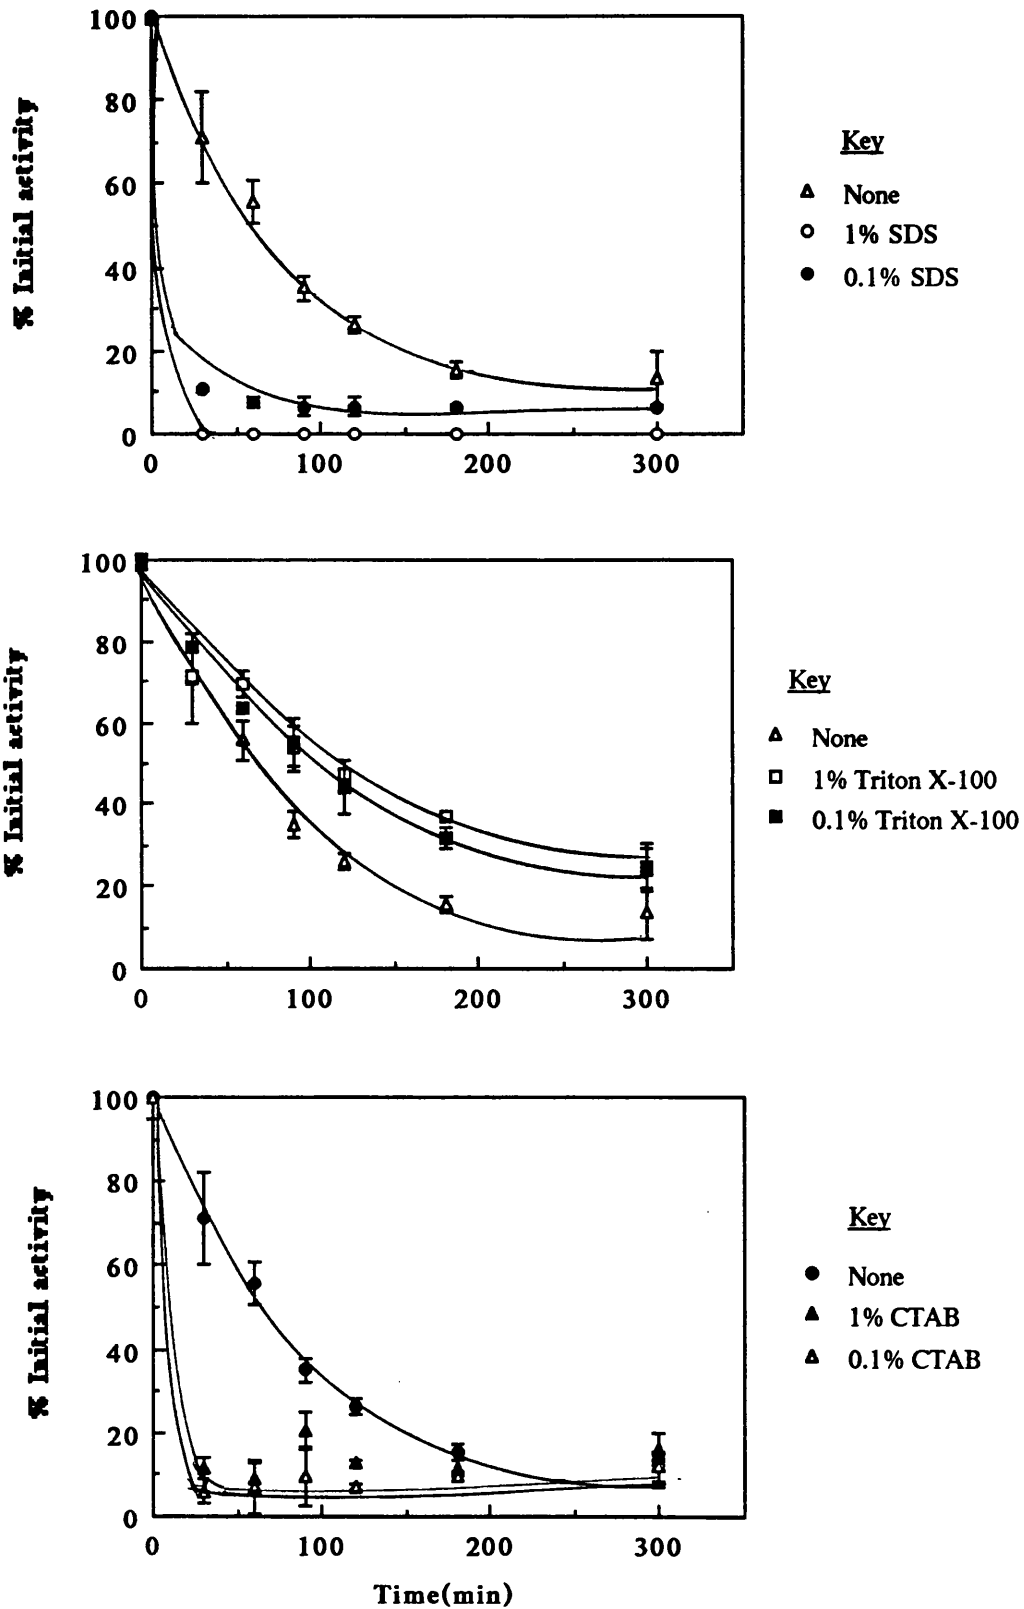 100
80
60
40
20
0
% Initial activity
0 100 200 300
Key
None
1% SDS
0.1% SDS
100
80
60
40
20
0
% Initial activity
0 100 200 300
Key
None
1% Triton X-100
0.1% Triton X-100
100
80
60
40
20
0
% Initial activity
0 100 200 300
Time(min)
Key
None
1% CTAB
0.1% CTAB